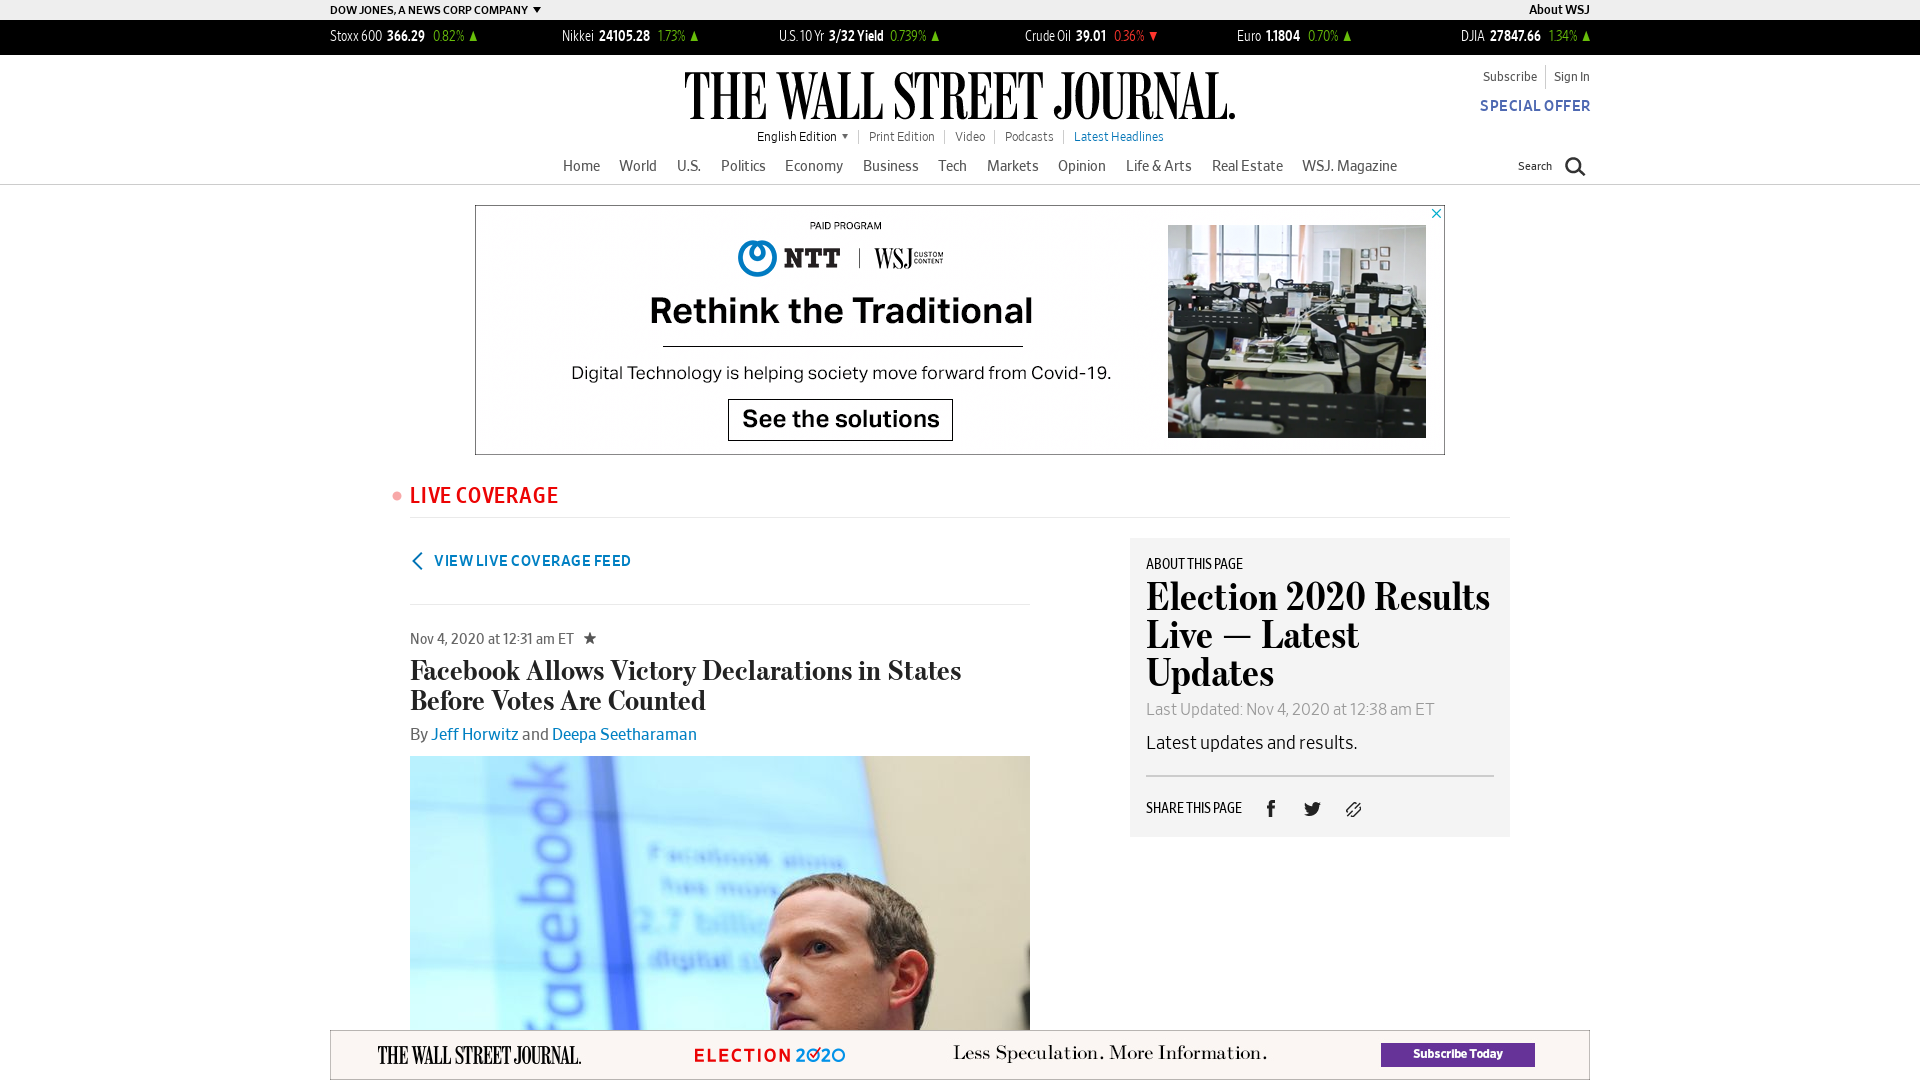 DOW JONES, A NEWS CORP COMPANY
About WSJ
Stoxx 600 366.29 0.82%
Nikkei 24105.28 1.73%
U.S. 10 Yr 3/32 Yield 0.739%
Crude Oil 39.01 0.36%
Euro 1.1804 0.70%
DJIA 27847.66 1.34%
THE WALL STREET JOURNAL.
Subscribe
Sign In
SPECIAL OFFER
English Edition
Print Edition
Video
Podcasts
Latest Headlines
Home World U.S. Politics Economy Business Tech Markets Opinion Life & Arts Real Estate WSJ. Magazine
Search
PAID PROGRAM
NTT
WSJ CUSTOM CONTENT
Rethink the Traditional
Digital Technology is helping society move forward from Covid-19.
See the solutions
LIVE COVERAGE
VIEW LIVE COVERAGE FEED
Nov 4, 2020 at 12:31 am ET
Facebook Allows Victory Declarations in States
Before Votes Are Counted
By Jeff Horwitz and Deepa Seetharaman
facebook
Facebook alone
has more
2.7 billi
digital
ABOUT THIS PAGE
Election 2020 Results
Live — Latest
Updates
Last Updated: Nov 4, 2020 at 12:38 am ET
Latest updates and results.
SHARE THIS PAGE
THE WALL STREET JOURNAL.
ELECTION 2020
Less Speculation. More Information.
Subscribe Today